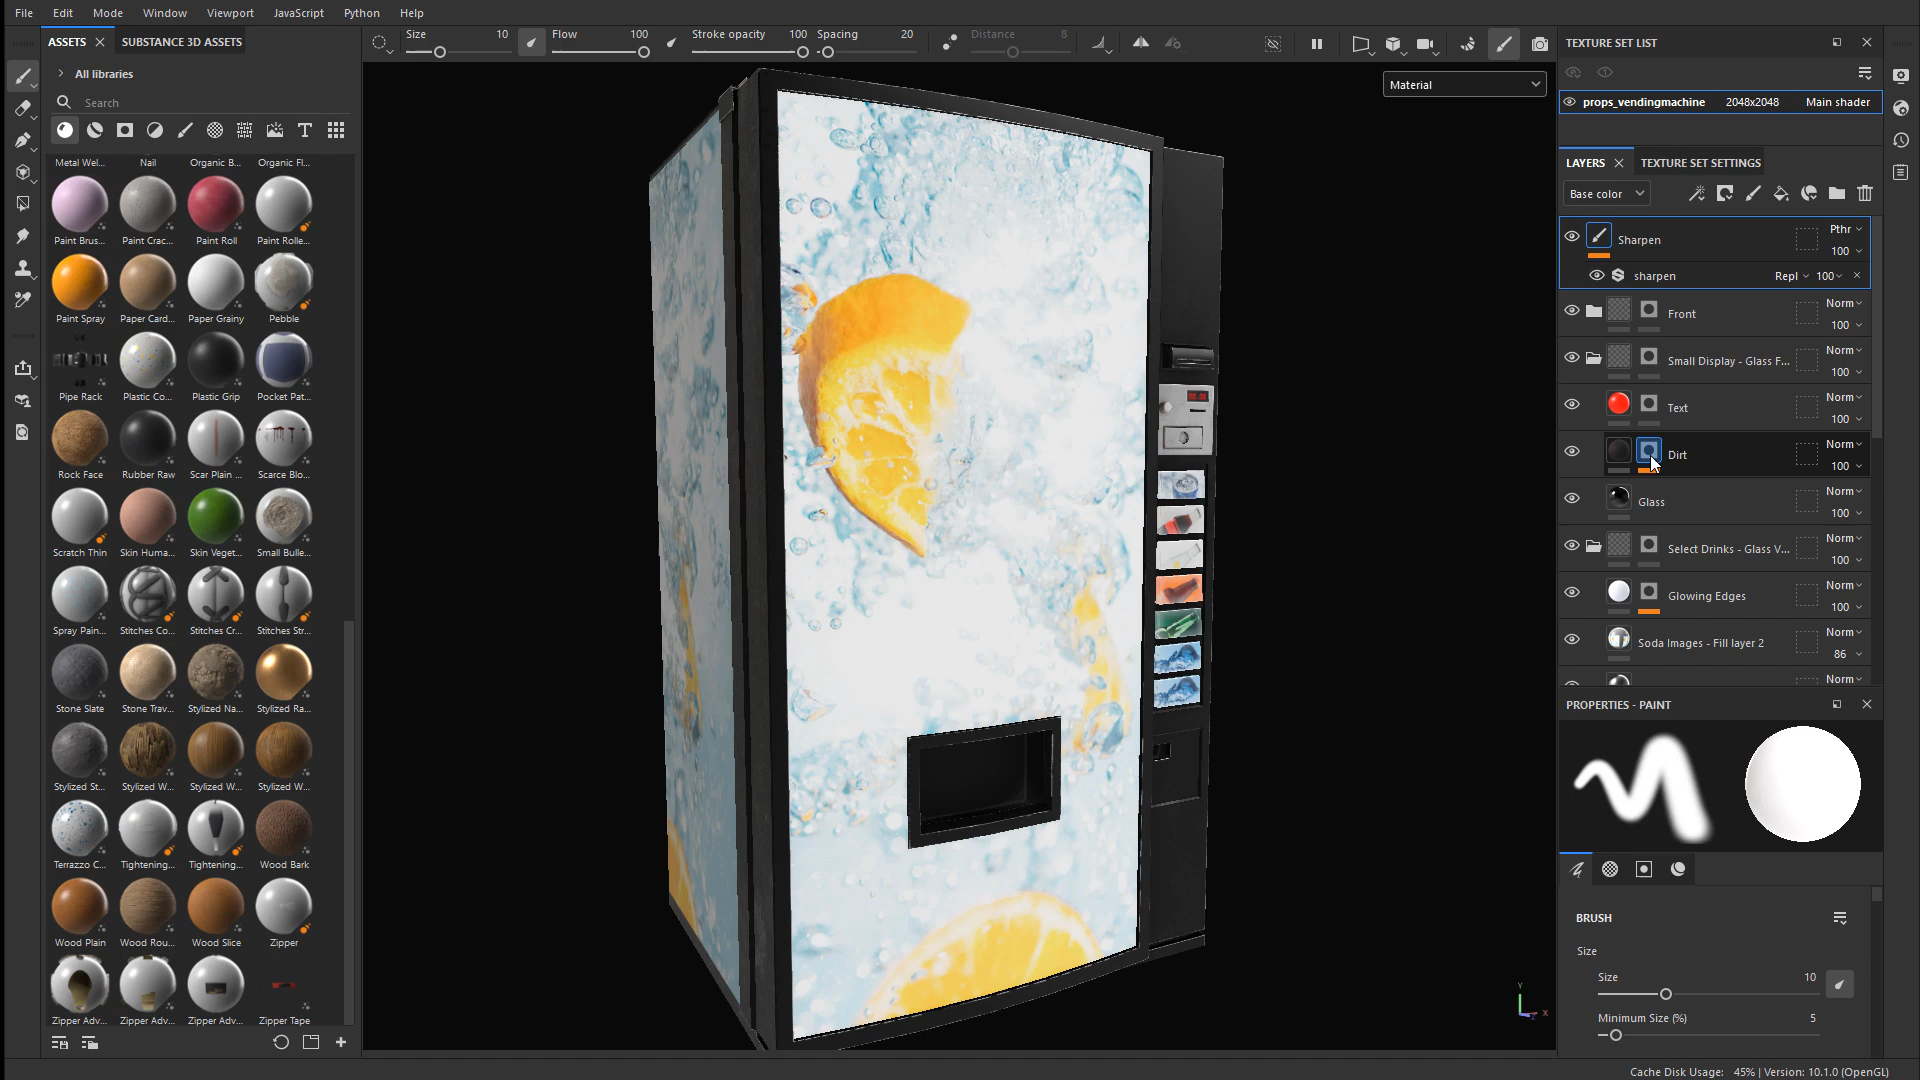 File Edit Mode Window Viewport JavaScript Python Help
ASSETS SUBSTANCE 3D ASSETS
Size 10 Flow 100 Stroke opacity 100 Spacing 20 Distance 8
TEXTURE SET LIST
All libraries
Search
Material
props_vendingmachine 2048x2048 Main shader
Metal Wel... Nail Organic B... Organic Fl...
Paint Brus... Paint Crac... Paint Roll Paint Rolle...
Paint Spray Paper Card... Paper Grainy Pebble
Pipe Rack Plastic Co... Plastic Grip Pocket Pat...
Rock Face Rubber Raw Scar Plain ... Scarce Blo...
Scratch Thin Skin Huma... Skin Veget... Small Bulle...
Spray Pain... Stitches Co... Stitches Cr... Stitches Str...
Stone Slate Stone Trav... Stylized Na... Stylized Ra...
Stylized St... Stylized W... Stylized W... Stylized W...
Terrazzo C... Tightening... Tightening... Wood Bark
Wood Plain Wood Rou... Wood Slice Zipper
Zipper Adv... Zipper Adv... Zipper Adv... Zipper Tape
LAYERS TEXTURE SET SETTINGS
Base color
Sharpen Pthr
100
sharpen Repl 100
Front Norm
100
Small Display - Glass F... Norm
100
Text Norm
100
Dirt Norm
100
Glass Norm
100
Select Drinks - Glass V... Norm
100
Glowing Edges Norm
100
Soda Images - Fill layer 2 Norm
86
Norm
PROPERTIES - PAINT
BRUSH
Size
Size 10
Minimum Size (%) 5
Y
X
Z
Cache Disk Usage: 45% | Version: 10.1.0 (OpenGL)